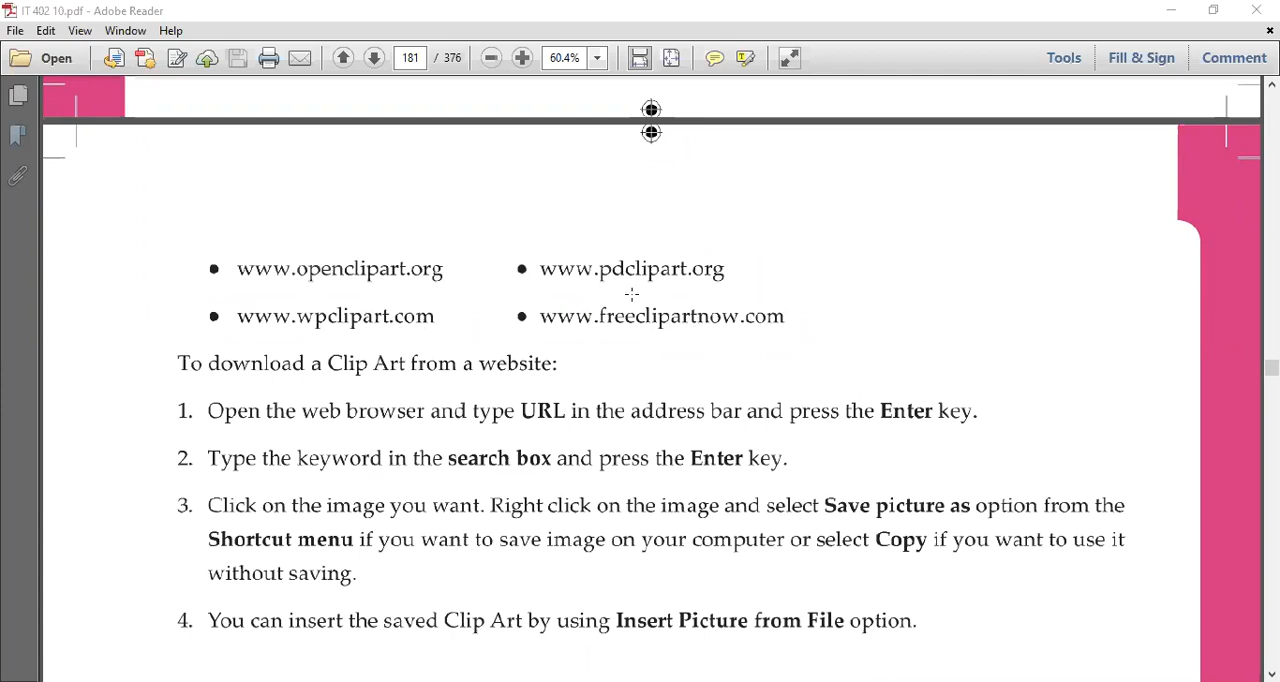 IT 402 10.pdf - Adobe Reader
File Edit View Window Help
Open 181 / 376 60.4% Tools Fill & Sign Comment
• www.openclipart.org • www.pdclipart.org
• www.wpclipart.com • www.freeclipartnow.com
To download a Clip Art from a website:
1. Open the web browser and type URL in the address bar and press the Enter key.
2. Type the keyword in the search box and press the Enter key.
3. Click on the image you want. Right click on the image and select Save picture as option from the
Shortcut menu if you want to save image on your computer or select Copy if you want to use it
without saving.
4. You can insert the saved Clip Art by using Insert Picture from File option.